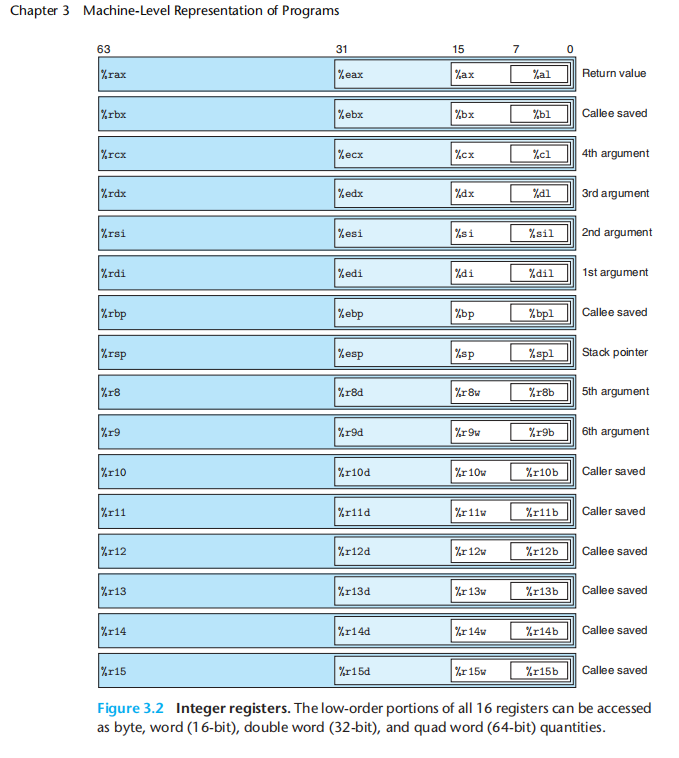 Chapter 3 Machine-Level Representation of Programs
63 31 15 7 0
%rax %eax %ax %al Return value
%rbx %ebx %bx %bl Callee saved
%rcx %ecx %cx %cl 4th argument
%rdx %edx %dx %dl 3rd argument
%rsi %esi %si %sil 2nd argument
%rdi %edi %di %dil 1st argument
%rbp %ebp %bp %bpl Callee saved
%rsp %esp %sp %spl Stack pointer
%r8 %r8d %r8w %r8b 5th argument
%r9 %r9d %r9w %r9b 6th argument
%r10 %r10d %r10w %r10b Caller saved
%r11 %r11d %r11w %r11b Caller saved
%r12 %r12d %r12w %r12b Callee saved
%r13 %r13d %r13w %r13b Callee saved
%r14 %r14d %r14w %r14b Callee saved
%r15 %r15d %r15w %r15b Callee saved
Figure 3.2 Integer registers. The low-order portions of all 16 registers can be accessed
as byte, word (16-bit), double word (32-bit), and quad word (64-bit) quantities.